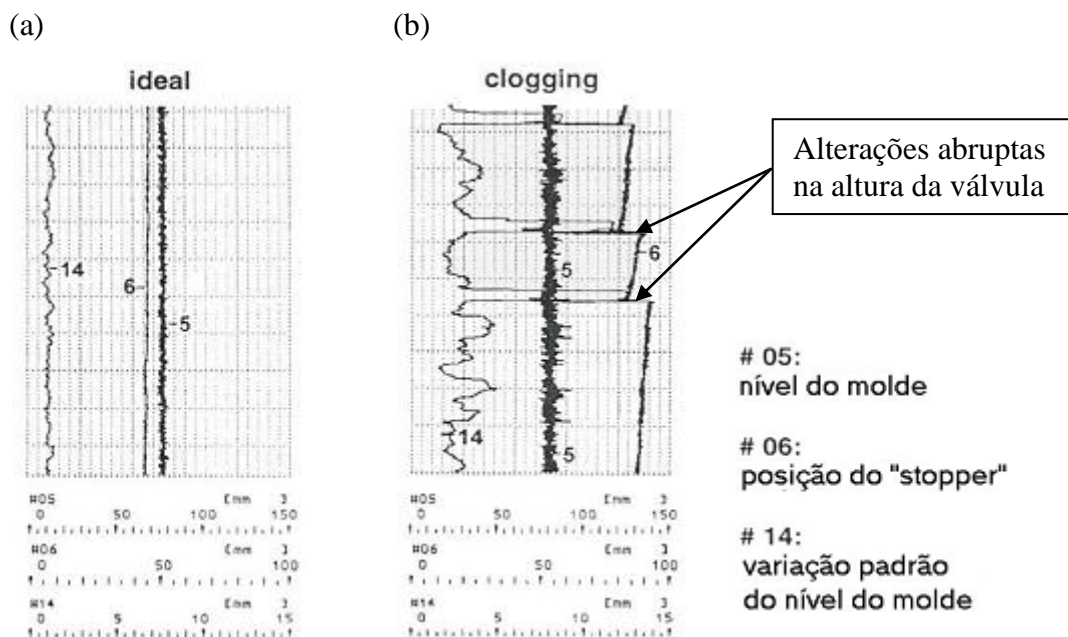 (a)
(b)
ideal
clogging
Alterações abruptas
na altura da válvula
14
6
5
5
6
14
5
# 05:
nível do molde
# 06:
posição do "stopper"
# 14:
variação padrão
do nível do molde
#05 [mm ]
0 50 100 150
#06 [mm ]
0 50 100
#14 [mm ]
0 5 10 15
#05 [mm ]
0 50 100 150
#06 [mm ]
0 50 100
#14 [mm ]
0 5 10 15